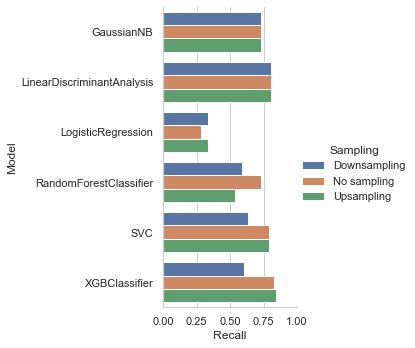 GaussianNB
LinearDiscriminantAnalysis
LogisticRegression
RandomForestClassifier
SVC
XGBClassifier
Model
0.00 0.25 0.50 0.75 1.00
Recall
Sampling
Downsampling
No sampling
Upsampling